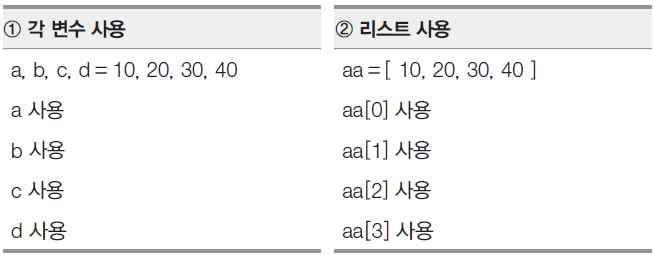 ① 각 변수 사용
a, b, c, d = 10, 20, 30, 40
a 사용
b 사용
c 사용
d 사용
② 리스트 사용
aa = [ 10, 20, 30, 40 ]
aa[0] 사용
aa[1] 사용
aa[2] 사용
aa[3] 사용